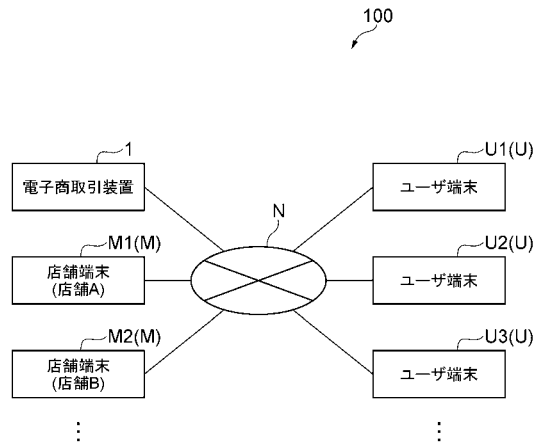 100
1
電子商取引装置
M1(M)
店舗端末
(店舗A)
M2(M)
店舗端末
(店舗B)
N
U1(U)
ユーザ端末
U2(U)
ユーザ端末
U3(U)
ユーザ端末